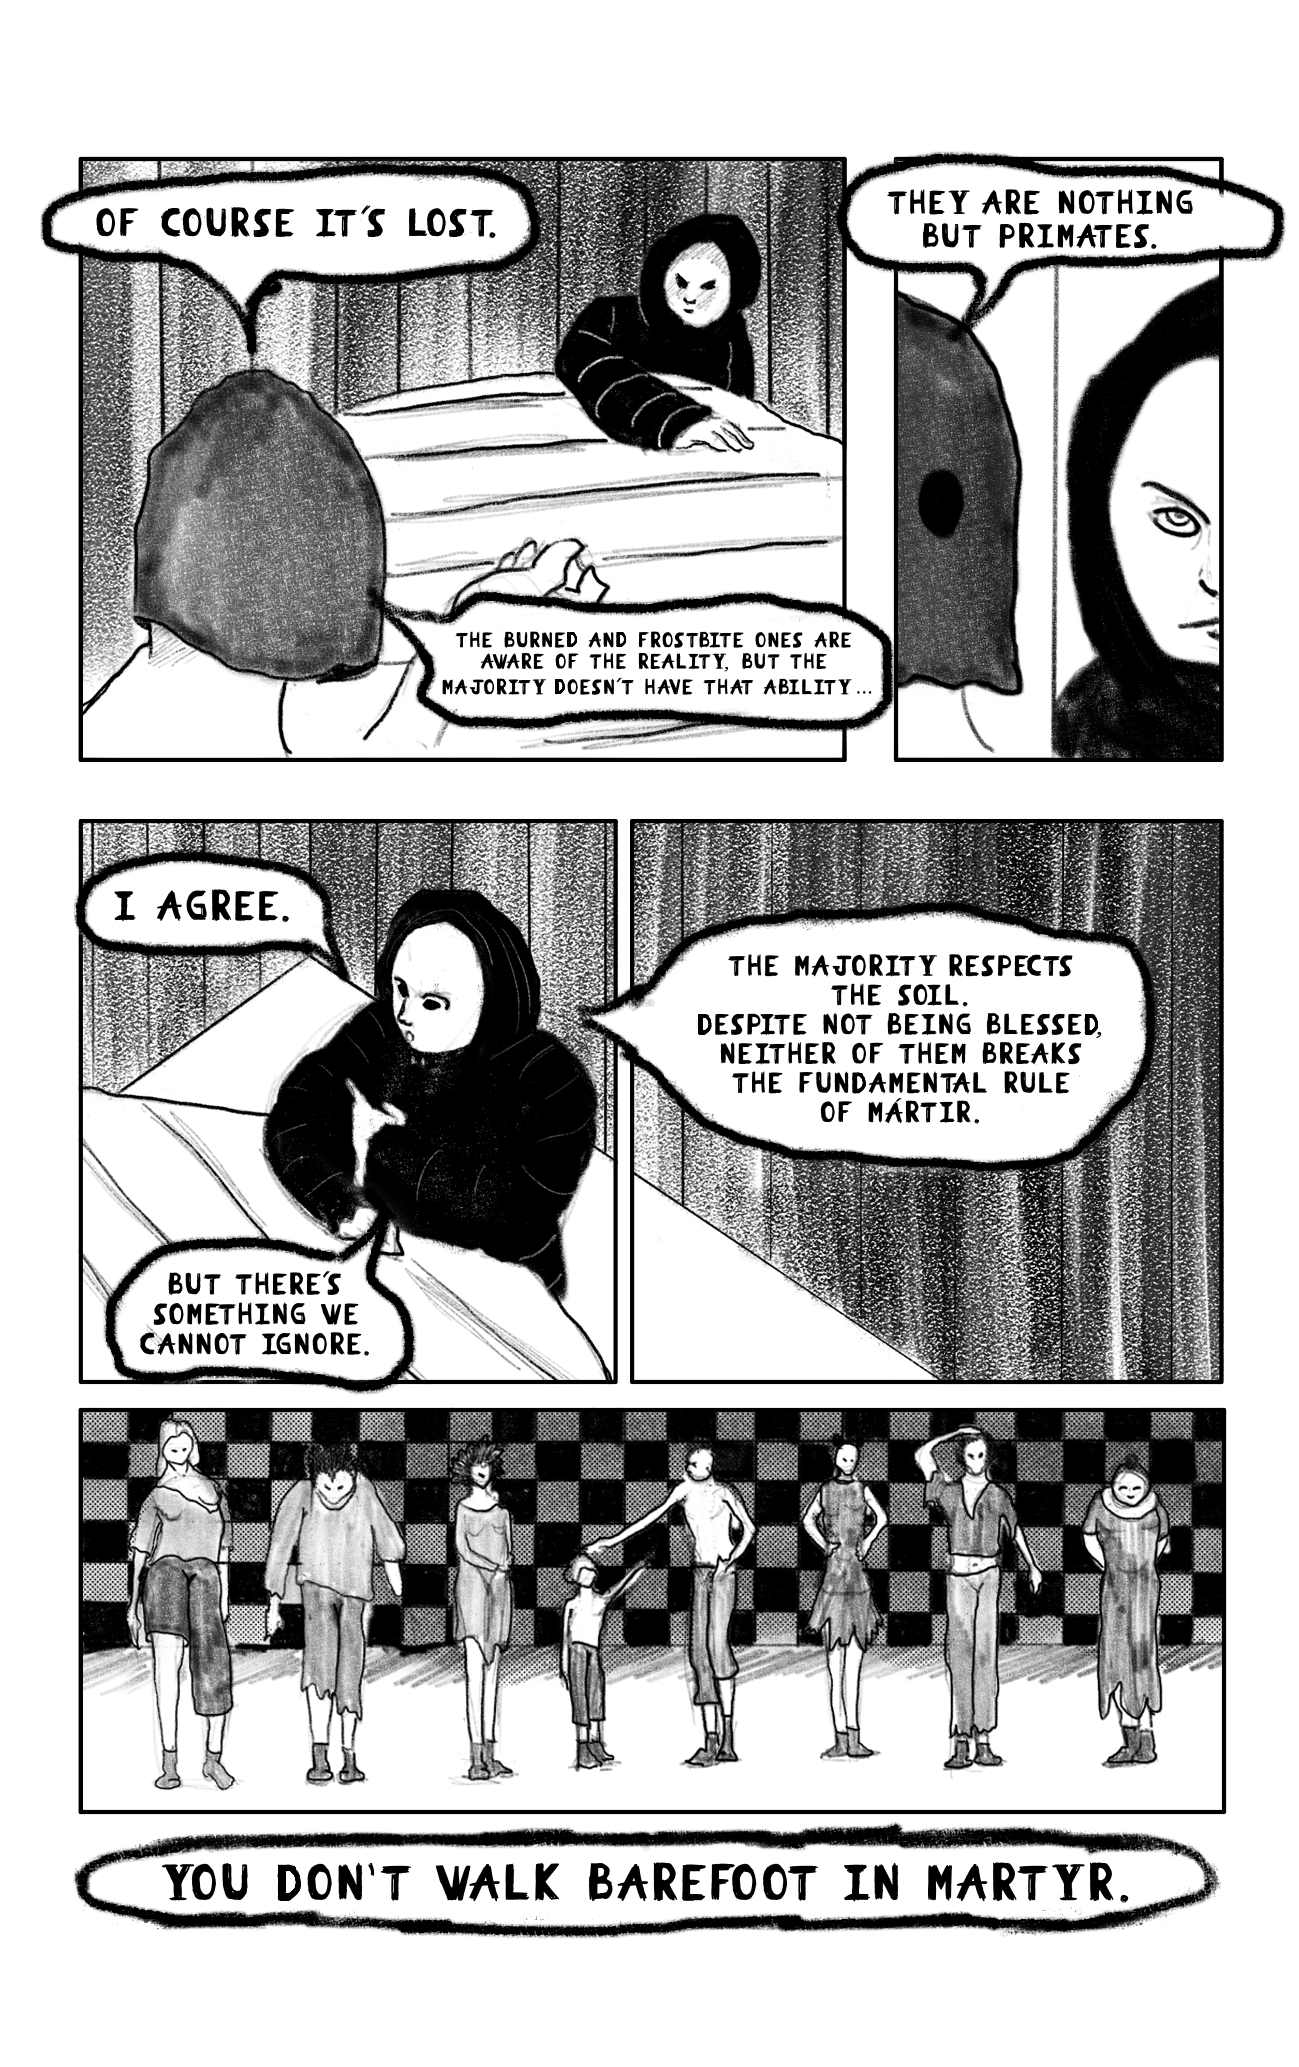 OF COURSE IT'S LOST.
THE BURNED AND FROSTBITE ONES ARE
AWARE OF THE REALITY, BUT THE
MAJORITY DOESN'T HAVE THAT ABILITY...
THEY ARE NOTHING
BUT PRIMATES.
I AGREE.
BUT THERE'S
SOMETHING WE
CANNOT IGNORE.
THE MAJORITY RESPECTS
THE SOIL.
DESPITE NOT BEING BLESSED,
NEITHER OF THEM BREAKS
THE FUNDAMENTAL RULE
OF MÁRTIR.
YOU DON'T WALK BAREFOOT IN MARTYR.